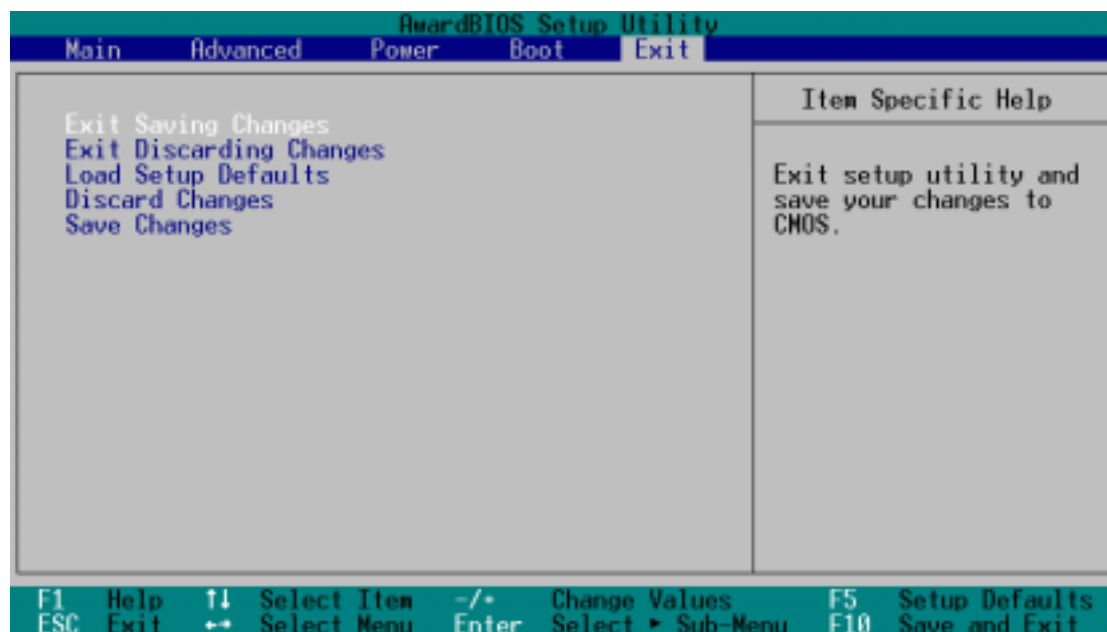 AwardBIOS Setup Utility
Main Advanced Power Boot Exit
Item Specific Help
Exit Saving Changes
Exit Discarding Changes
Load Setup Defaults
Discard Changes
Save Changes
Exit setup utility and
save your changes to
CMOS.
F1 Help ↑↓ Select Item -/+ Change Values F5 Setup Defaults
ESC Exit ←→ Select Menu Enter Select ► Sub-Menu F10 Save and Exit